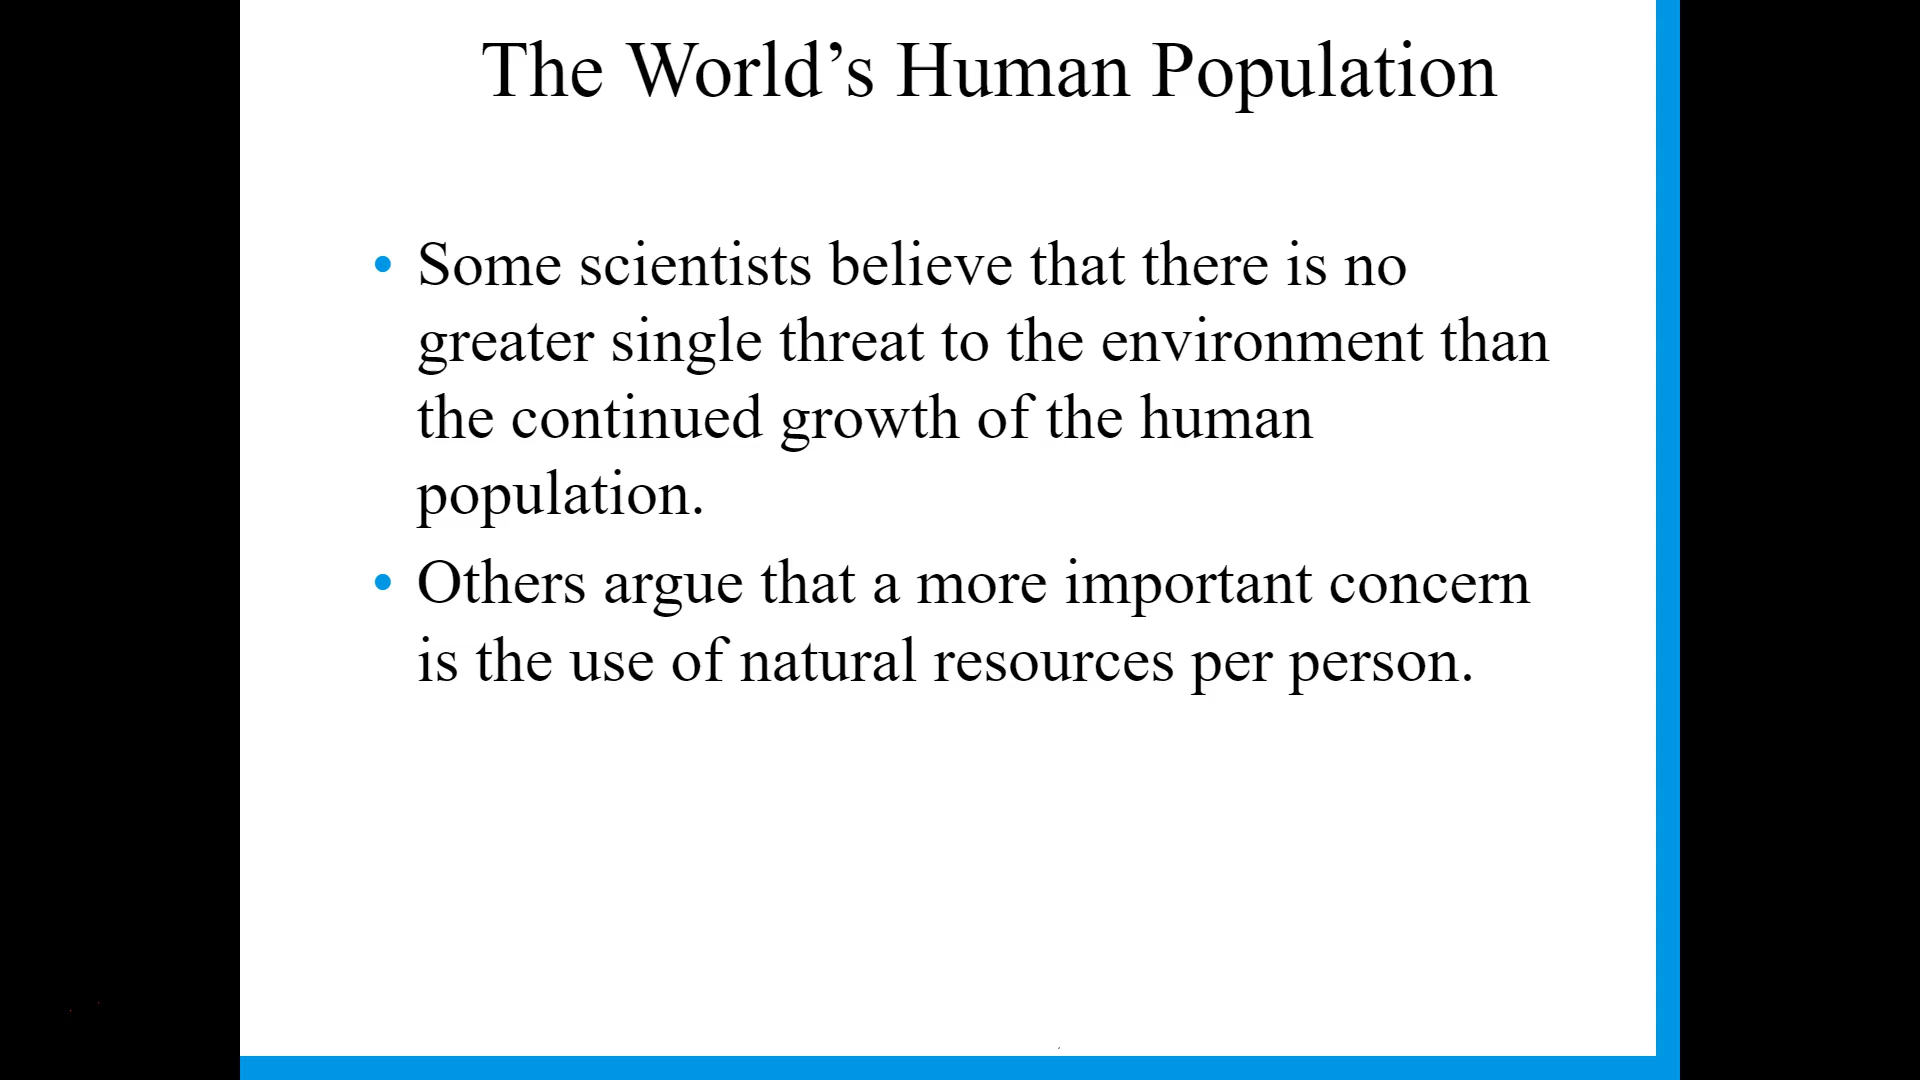 The World’s Human Population
• Some scientists believe that there is no
greater single threat to the environment than
the continued growth of the human
population.
• Others argue that a more important concern
is the use of natural resources per person.